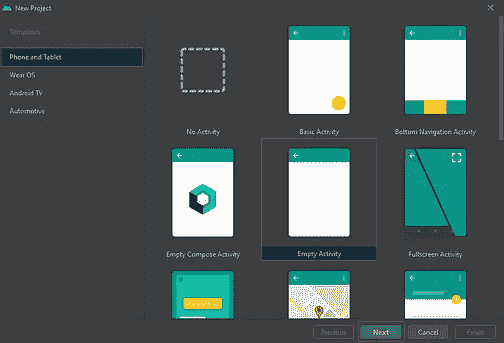 New Project
Templates
Phone and Tablet
Wear OS
Android TV
Automotive
No Activity
Basic Activity
Bottom Navigation Activity
Empty Compose Activity
Empty Activity
Fullscreen Activity
Previous
Next
Cancel
Finish